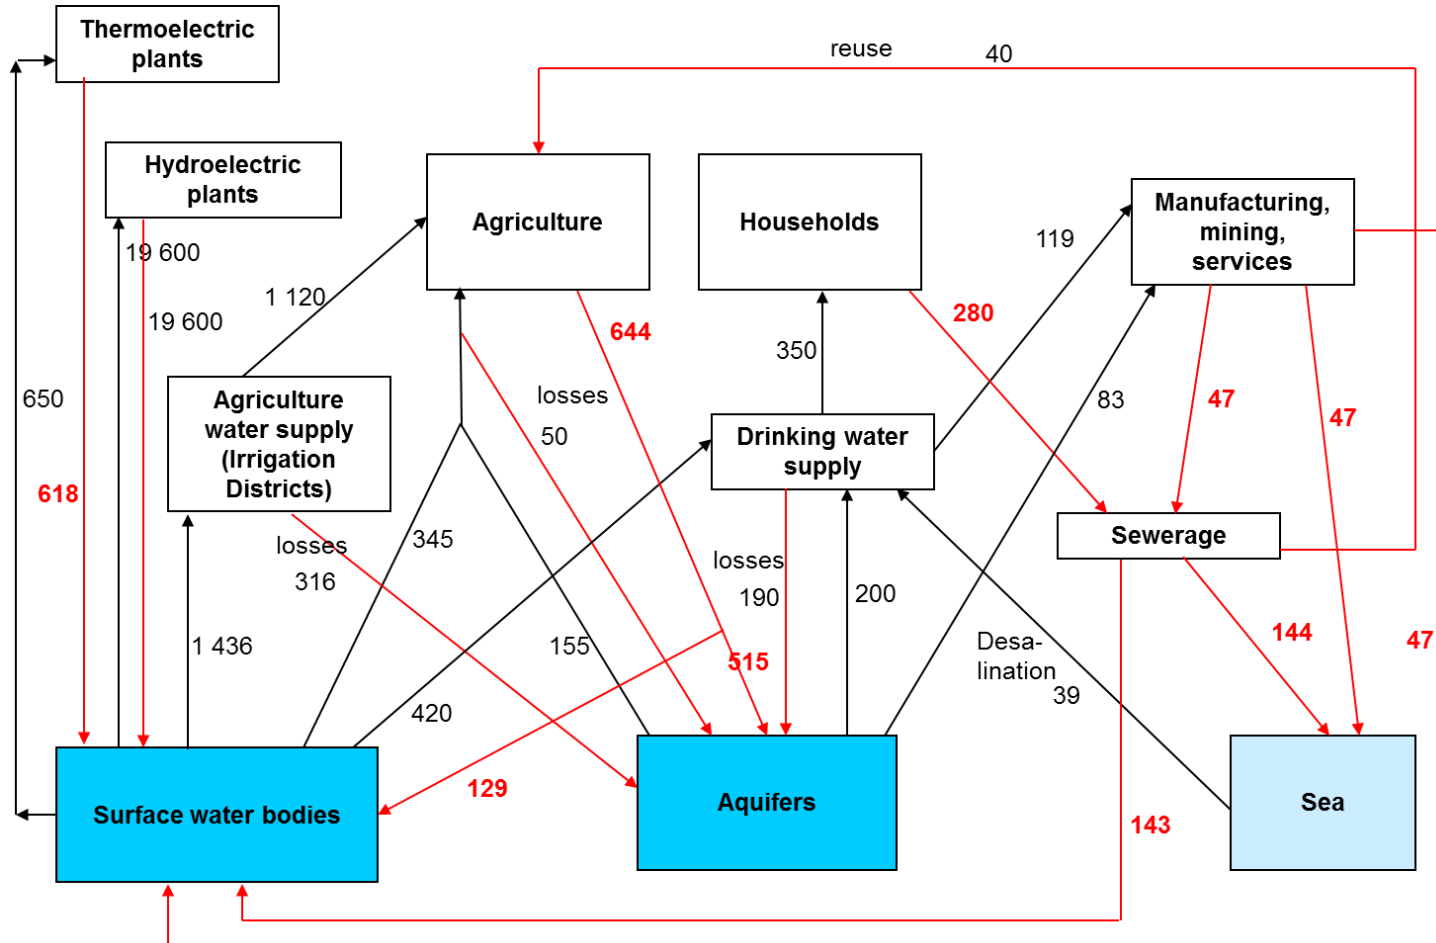 Thermoelectric
plants
reuse
40
Hydroelectric
plants
Agriculture
Households
Manufacturing,
mining,
services
19 600
119
1 120
19 600
644
280
350
650
losses
50
83
47
47
Agriculture
water supply
(Irrigation
Districts)
Drinking water
supply
618
345
losses
316
losses
190
200
Sewerage
1 436
155
515
Desa-
lination
39
144
47
420
129
143
Surface water bodies
Aquifers
Sea